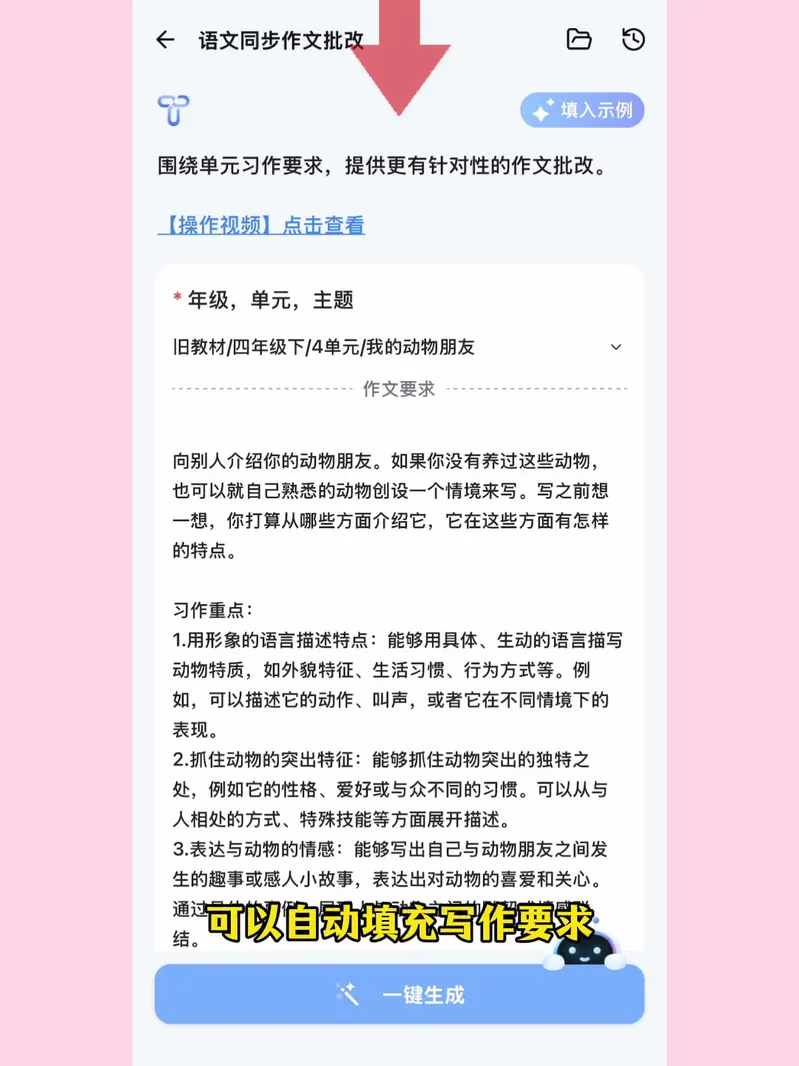 语文同步作文批改
填入示例
围绕单元习作要求，提供更有针对性的作文批改。
【操作视频】点击查看
* 年级，单元，主题
旧教材/四年级下/4单元/我的动物朋友
作文要求
向别人介绍你的动物朋友。如果你没有养过这些动物，
也可以就自己熟悉的动物创设一个情境来写。写之前想
一想，你打算从哪些方面介绍它，它在这些方面有怎样
的特点。
习作重点：
1.用形象的语言描述特点：能够用具体、生动的语言描写
动物特质，如外貌特征、生活习惯、行为方式等。例
如，可以描述它的动作、叫声，或者它在不同情境下的
表现。
2.抓住动物的突出特征：能够抓住动物突出的独特之
处，例如它的性格、爱好或与众不同的习惯。可以从与
人相处的方式、特殊技能等方面展开描述。
3.表达与动物的情感：能够写出自己与动物朋友之间发
生的趣事或感人小故事，表达出对动物的喜爱和关心。
通过
结。
可以自动填充写作要求
一键生成